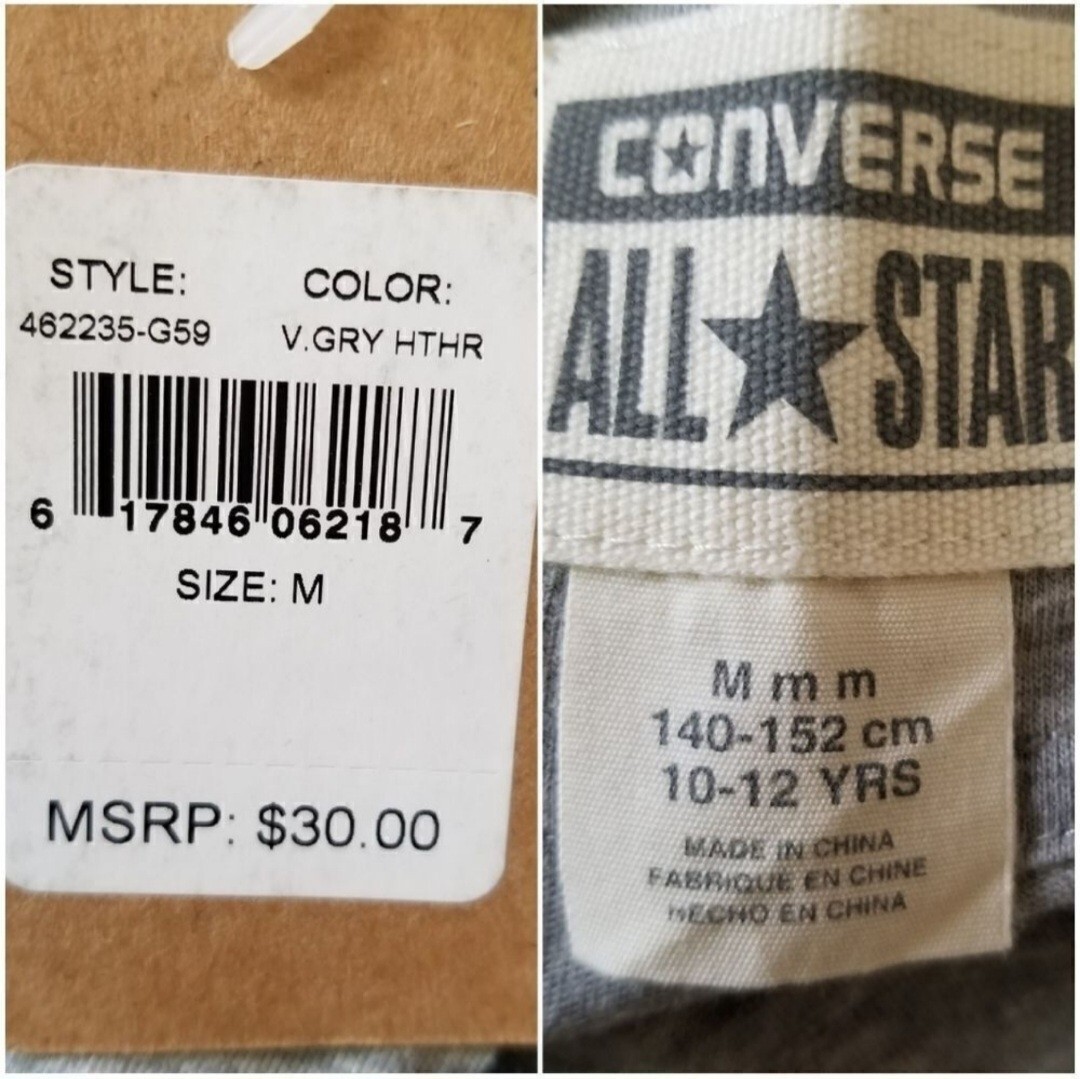 STYLE: COLOR:
462235-G59 V.GRY HTHR
6 17846 06218 7
SIZE: M
MSRP: $30.00
CONVERSE
ALL STAR
M m m
140-152 cm
10-12 YRS
MADE IN CHINA
FABRIQUE EN CHINE
HECHO EN CHINA